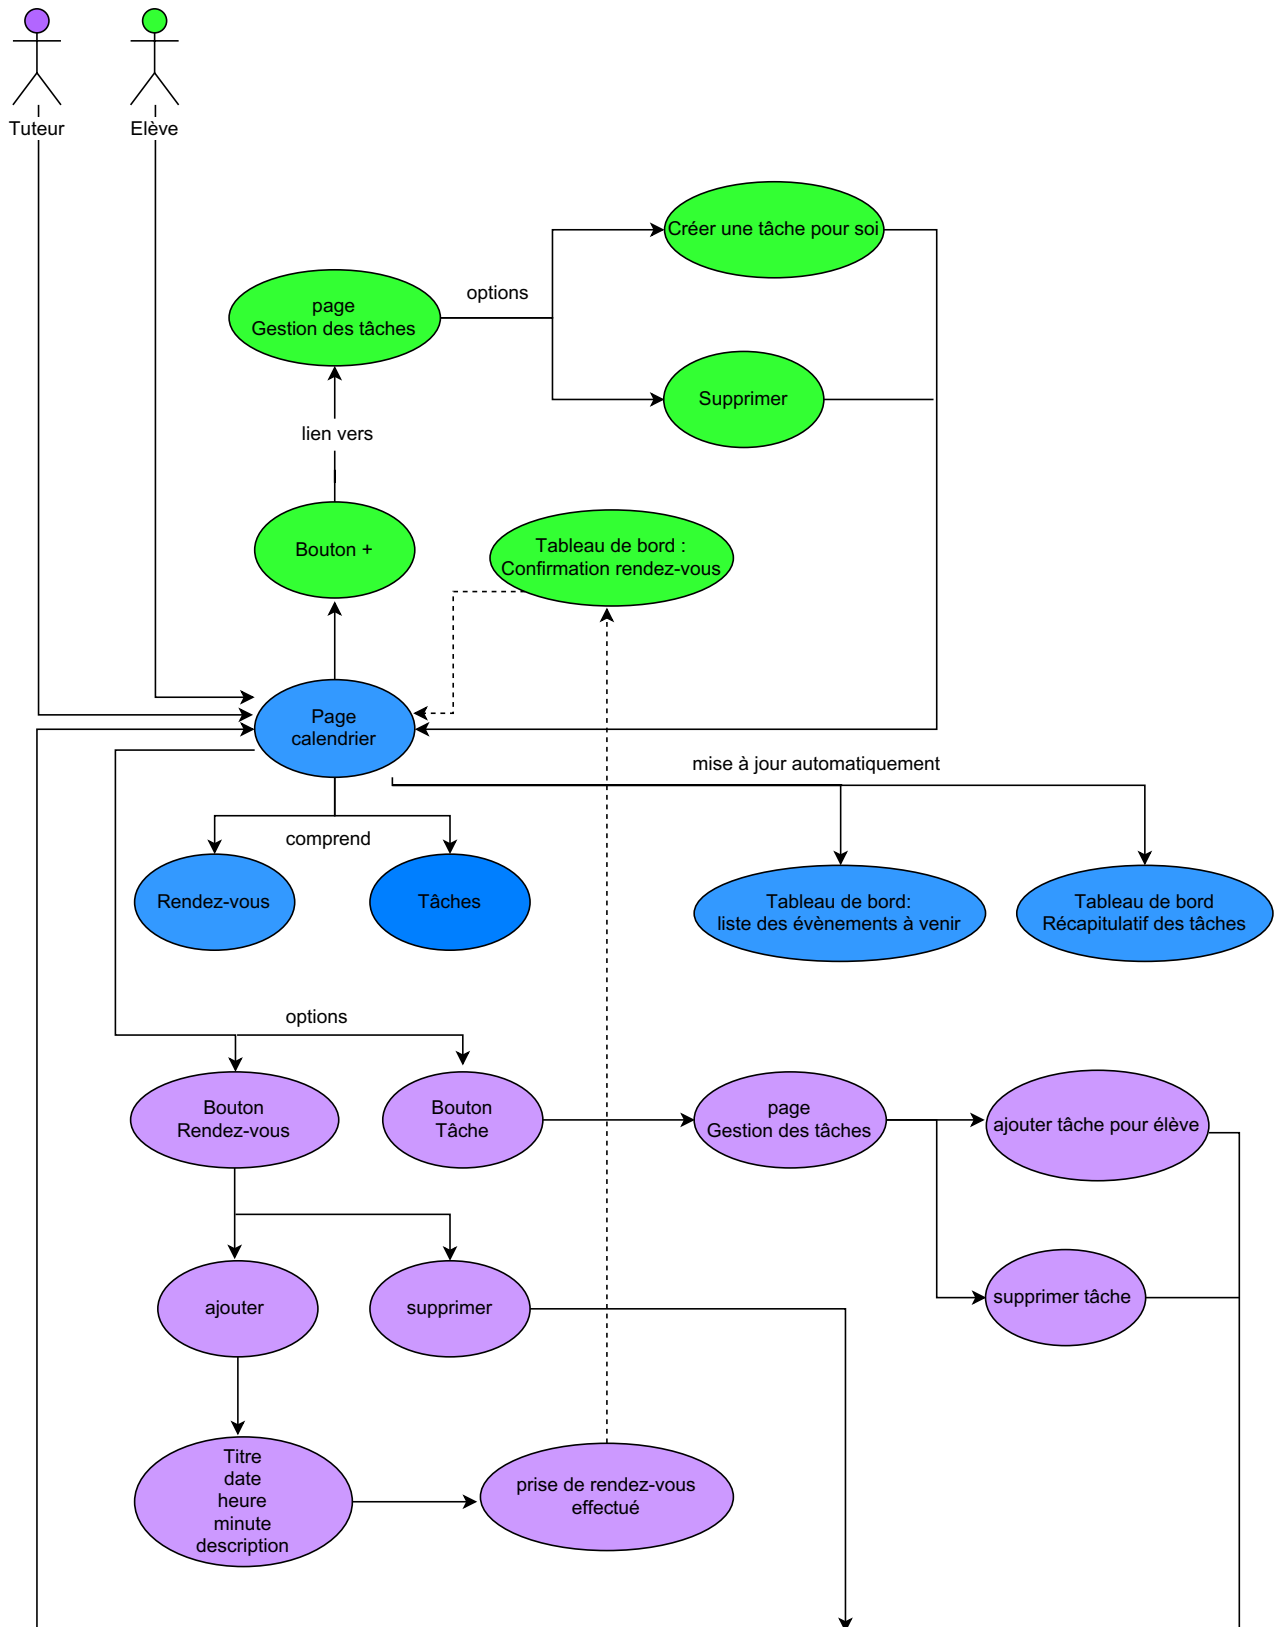 Tuteur
Elève
Créer une tâche pour soi
options
page
Gestion des tâches
Supprimer
lien vers
Bouton +
Tableau de bord :
Confirmation rendez-vous
Page
calendrier
mise à jour automatiquement
comprend
Rendez-vous
Tâches
Tableau de bord:
liste des évènements à venir
Tableau de bord
Récapitulatif des tâches
options
Bouton
Rendez-vous
Bouton
Tâche
page
Gestion des tâches
ajouter tâche pour élève
ajouter
supprimer
supprimer tâche
Titre
date
heure
minute
description
prise de rendez-vous
effectué